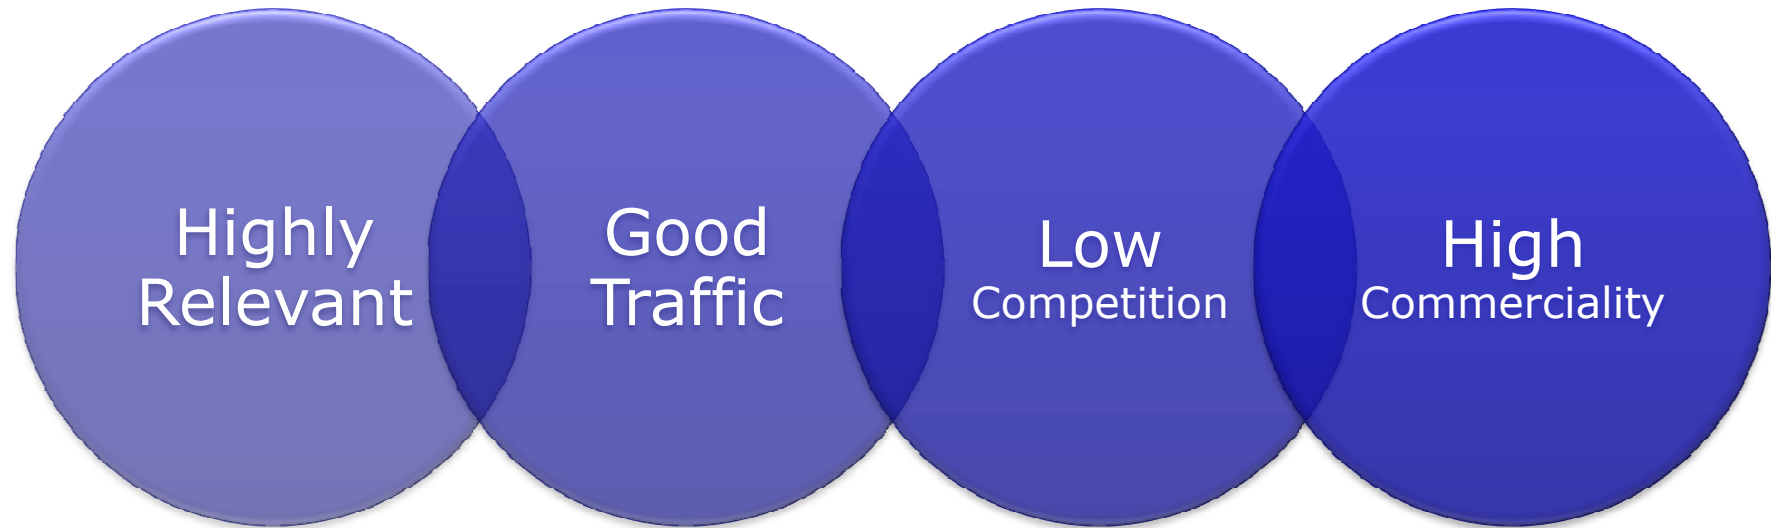 Highly
Relevant
Good
Traffic
Low
Competition
High
Commerciality